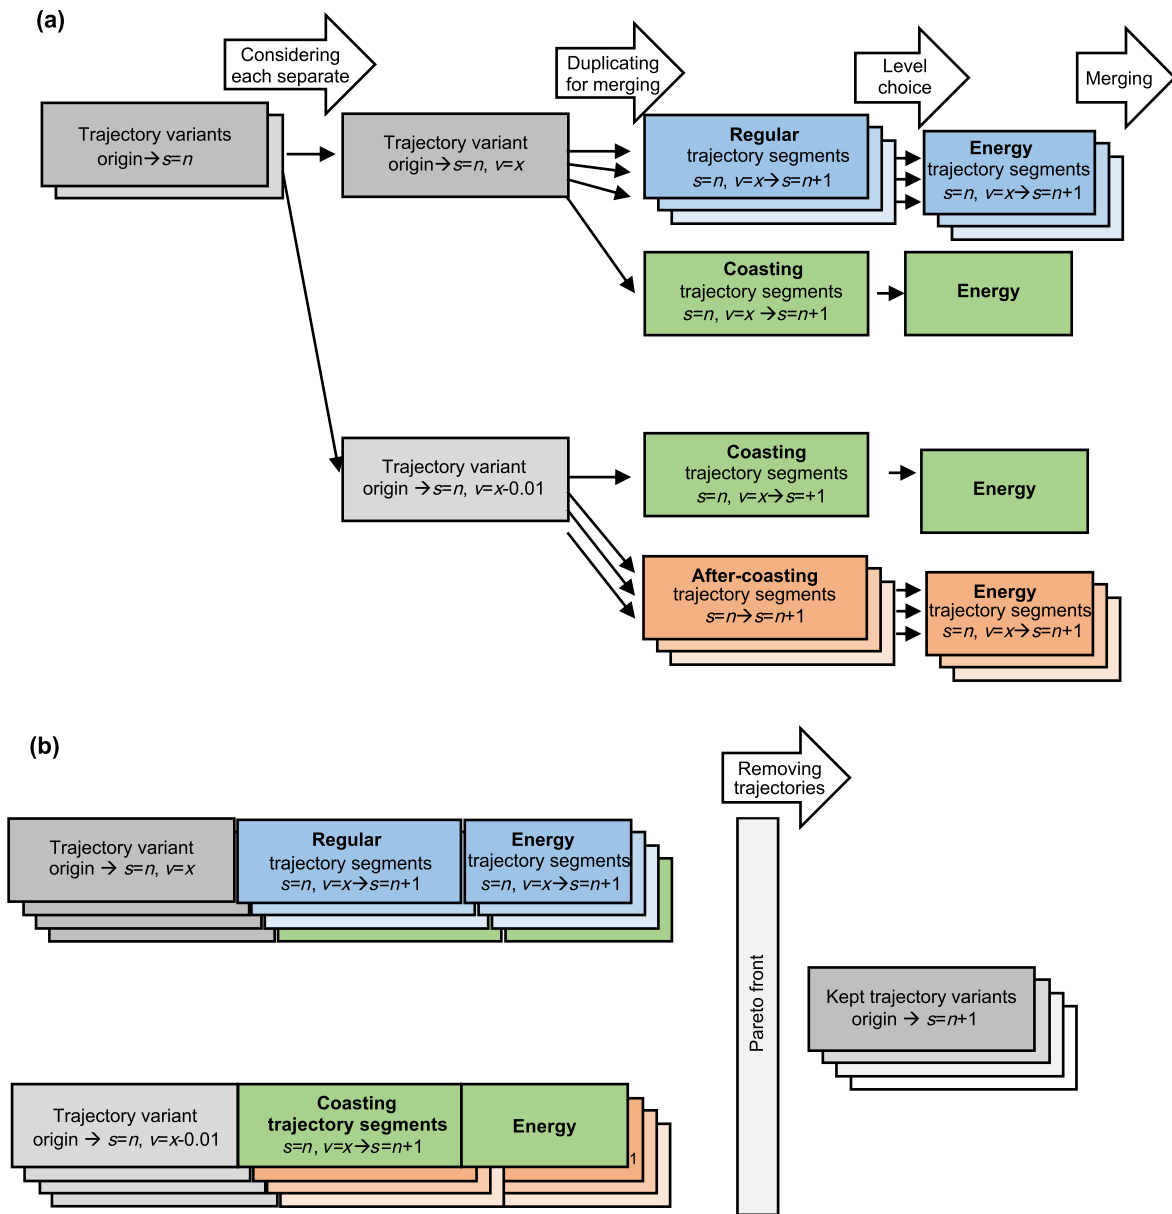 (a)
Considering
each separate
Duplicating
for merging
Level
choice
Merging
Trajectory variants
origin→s=n
Trajectory variant
origin→s=n, v=x
Regular
trajectory segments
s=n, v=x→s=n+1
Energy
trajectory segments
s=n, v=x→s=n+1
Coasting
trajectory segments
s=n, v=x →s=n+1
Energy
Trajectory variant
origin →s=n, v=x-0.01
Coasting
trajectory segments
s=n, v=x→s=+1
Energy
After-coasting
trajectory segments
s=n→s=n+1
Energy
trajectory segments
s=n, v=x→s=n+1
(b)
Removing
trajectories
Trajectory variant
origin → s=n, v=x
Regular
trajectory segments
s=n, v=x→s=n+1
Energy
trajectory segments
s=n, v=x→s=n+1
Pareto front
Kept trajectory variants
origin → s=n+1
Trajectory variant
origin → s=n, v=x-0.01
Coasting
trajectory segments
s=n, v=x→s=n+1
Energy
1